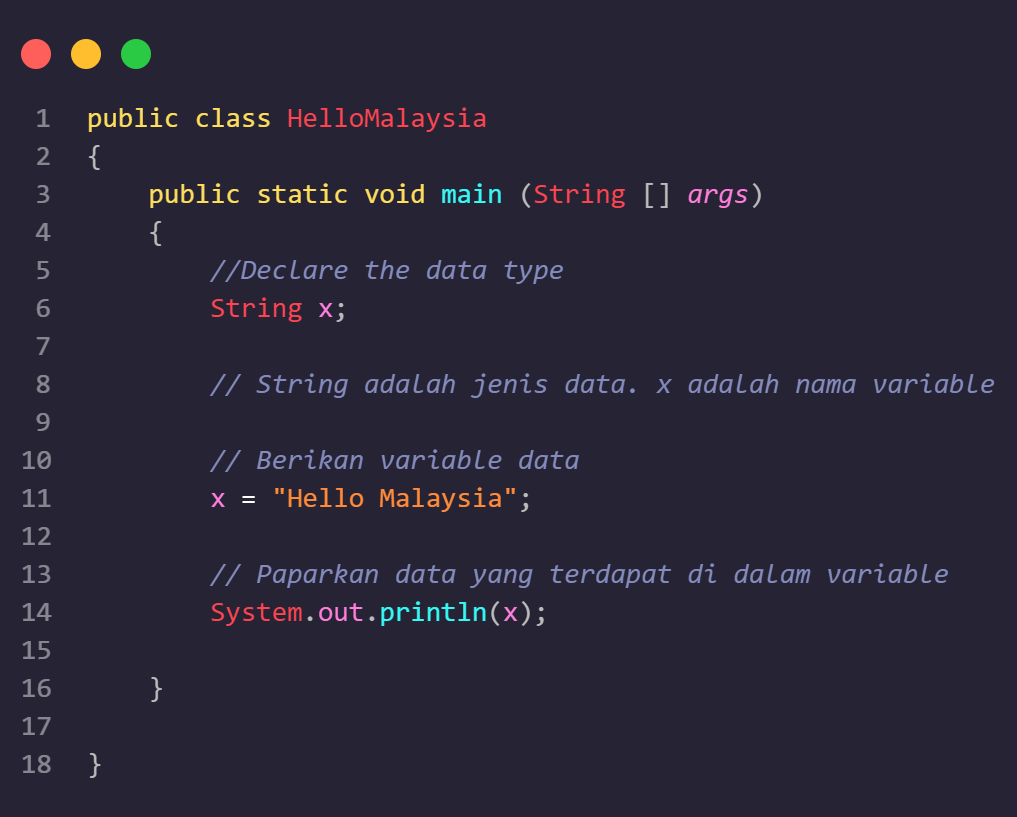 1 public class HelloMalaysia
2 {
3     public static void main (String [] args)
4     {
5         //Declare the data type
6         String x;
7
8         // String adalah jenis data. x adalah nama variable
9
10         // Berikan variable data
11         x = "Hello Malaysia";
12
13         // Paparkan data yang terdapat di dalam variable
14         System.out.println(x);
15
16     }
17
18 }